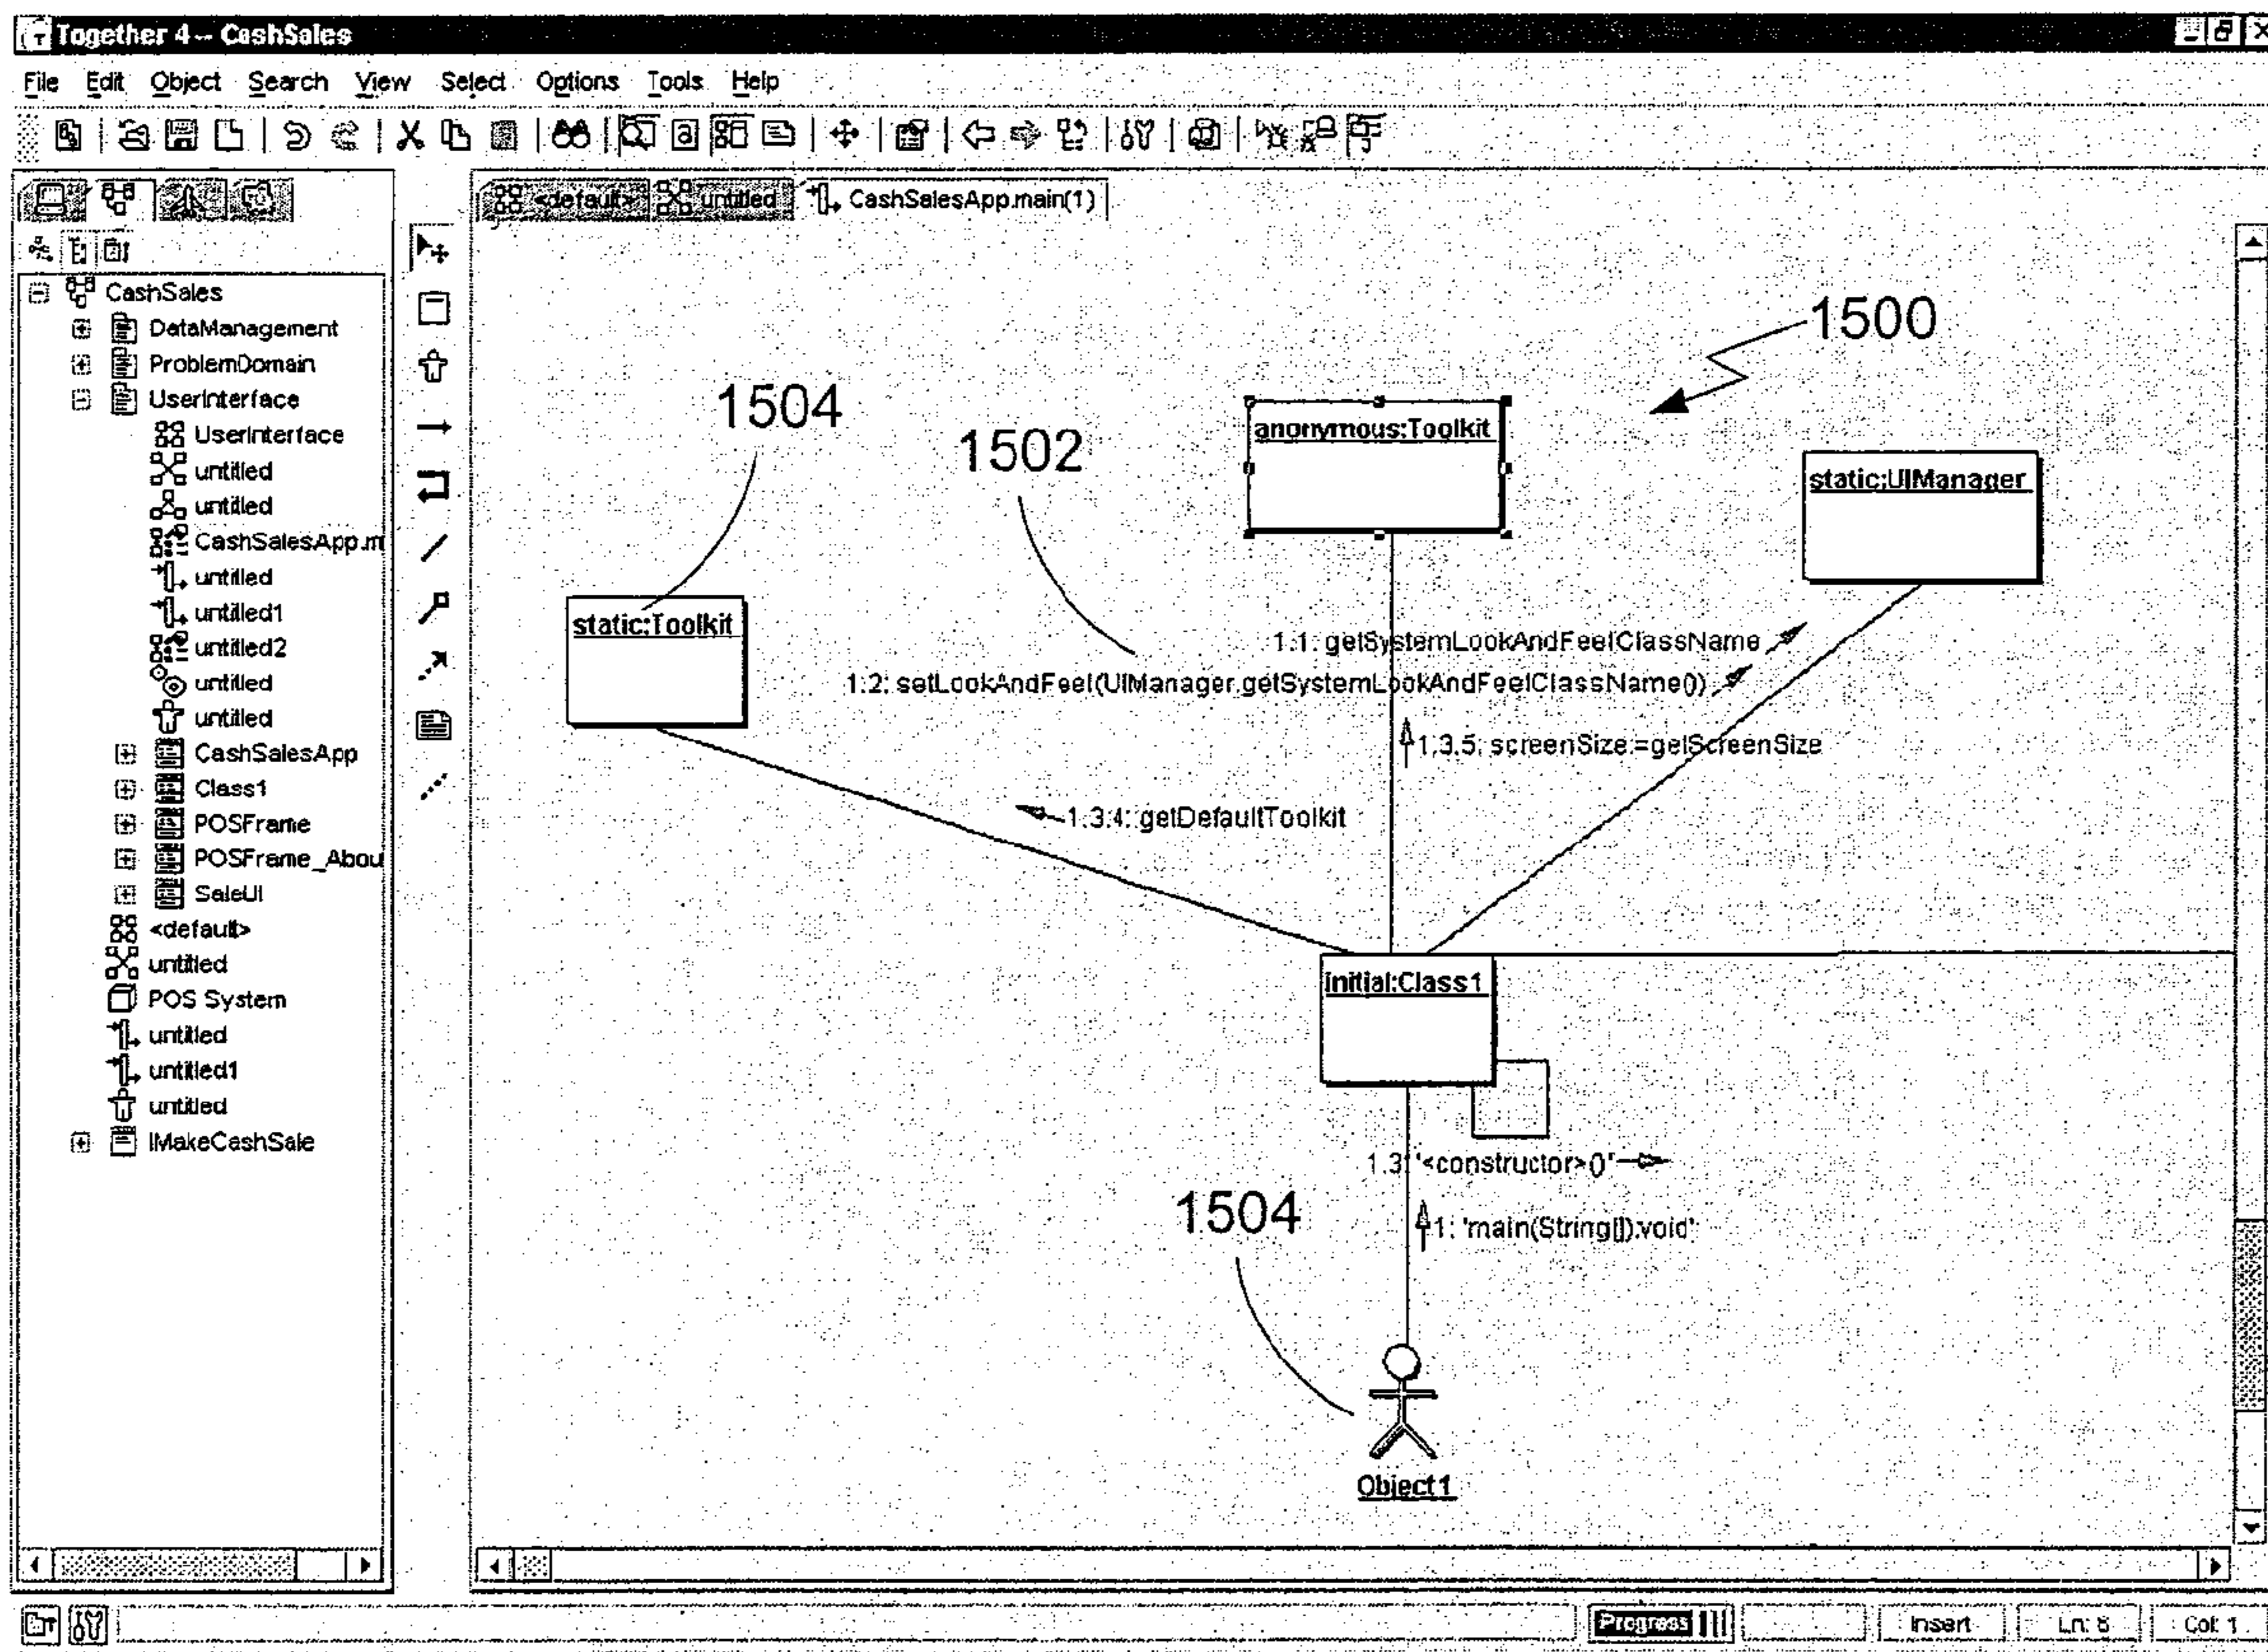 Together 4 -- CashSales
File Edit Object Search View Select Options Tools Help
<default> untitled CashSalesApp.main(1)
CashSales
DataManagement
ProblemDomain
UserInterface
UserInterface
untitled
untitled
CashSalesApp.m
untitled
untitled1
untitled2
untitled
untitled
CashSalesApp
Class1
POSFrame
POSFrame_Abou
SaleUI
<default>
untitled
POS System
untitled
untitled1
untitled
IMakeCashSale
1500
1504
1502
anonymous:Toolkit
static:UIManager
static:Toolkit
1.1: getSystemLookAndFeelClassName
1.2: setLookAndFeel(UIManager.getSystemLookAndFeelClassName())
1.3.5: screenSize:=getScreenSize
1.3.4: getDefaultToolkit
initial:Class1
1.3: '<constructor>()'
1504
1: 'main(String[]):void'
Object1
Progress Insert Ln: 8 Col: 1